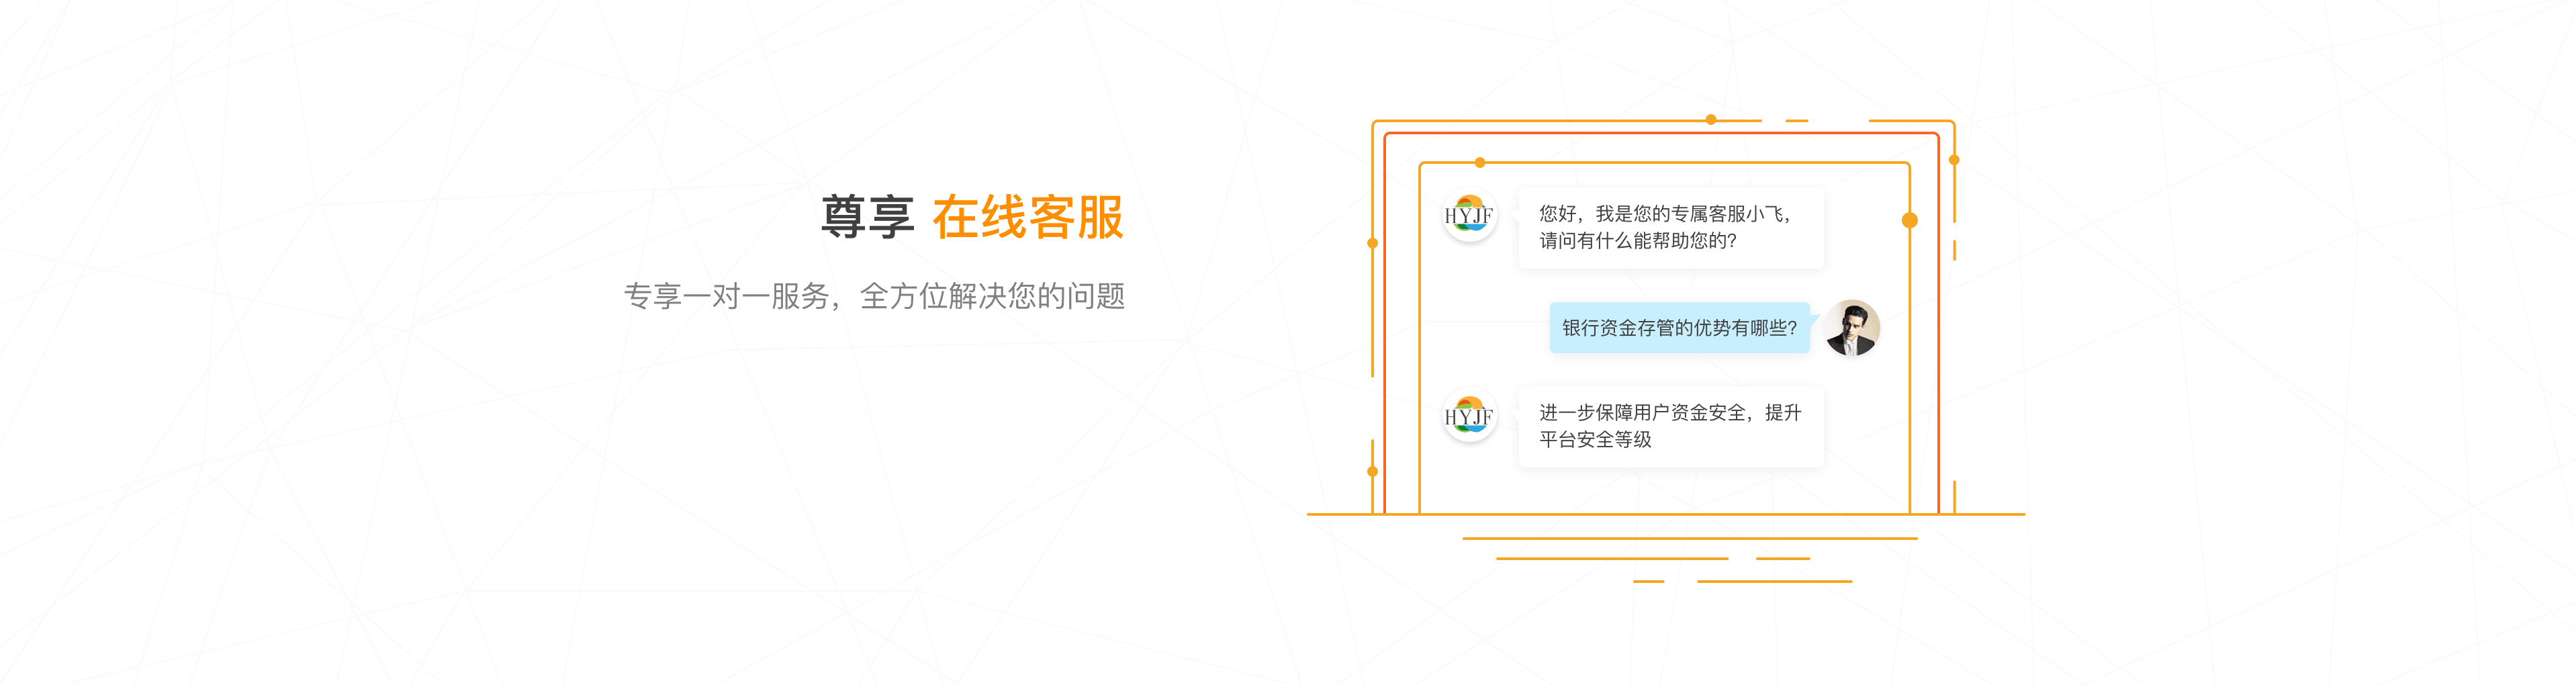 尊享 在线客服
专享一对一服务，全方位解决您的问题
HYJF
您好，我是您的专属客服小飞，
请问有什么能帮助您的?
银行资金存管的优势有哪些?
HYJF
进一步保障用户资金安全，提升
平台安全等级